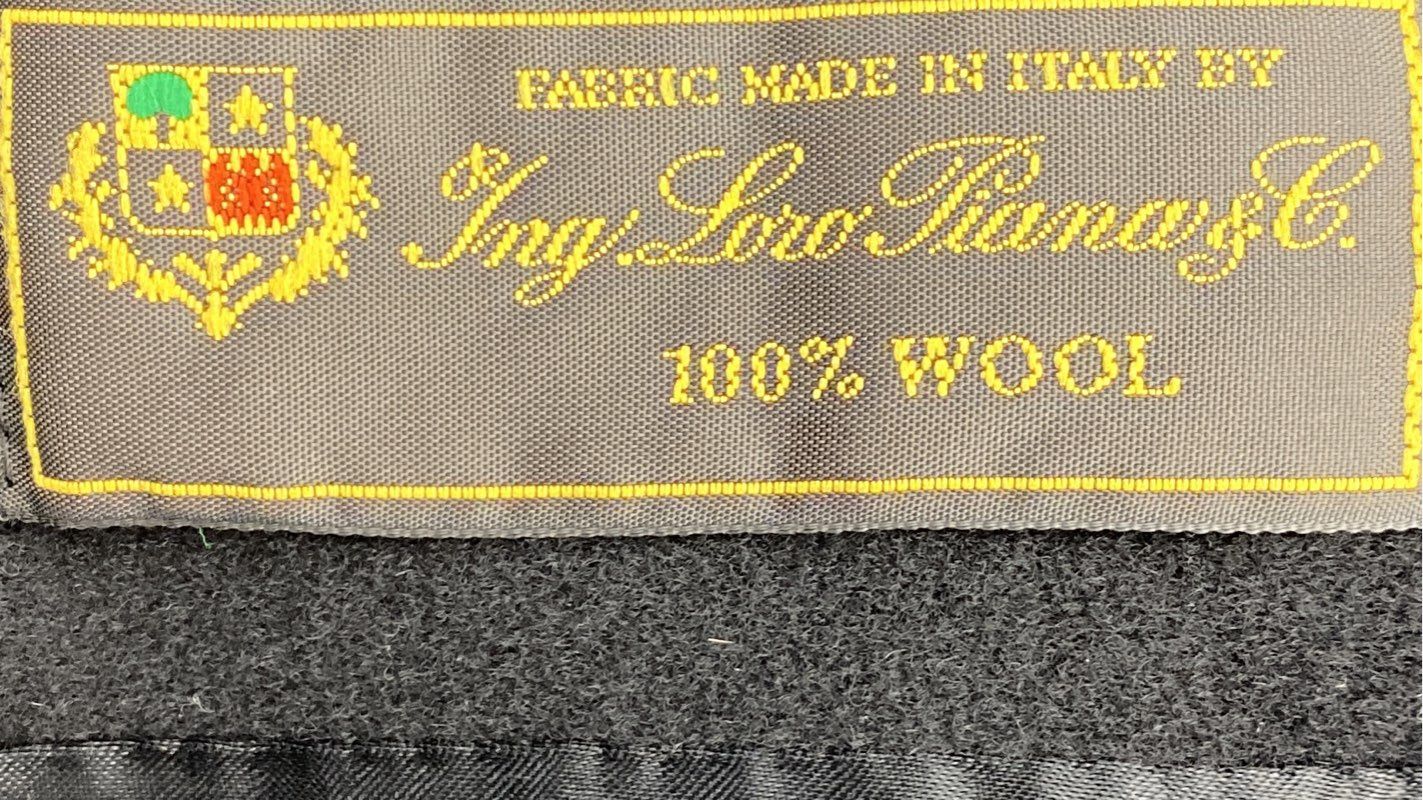 FABRIC MADE IN ITALY BY
Ing. Loro Piana & C.
100% WOOL